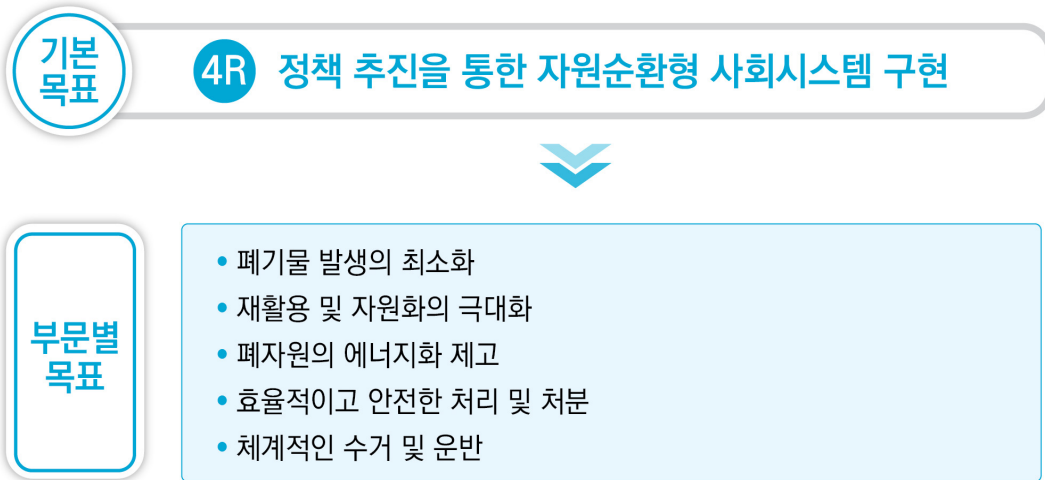 기본
목표
4R 정책 추진을 통한 자원순환형 사회시스템 구현
부문별
목표
• 폐기물 발생의 최소화
• 재활용 및 자원화의 극대화
• 폐자원의 에너지화 제고
• 효율적이고 안전한 처리 및 처분
• 체계적인 수거 및 운반